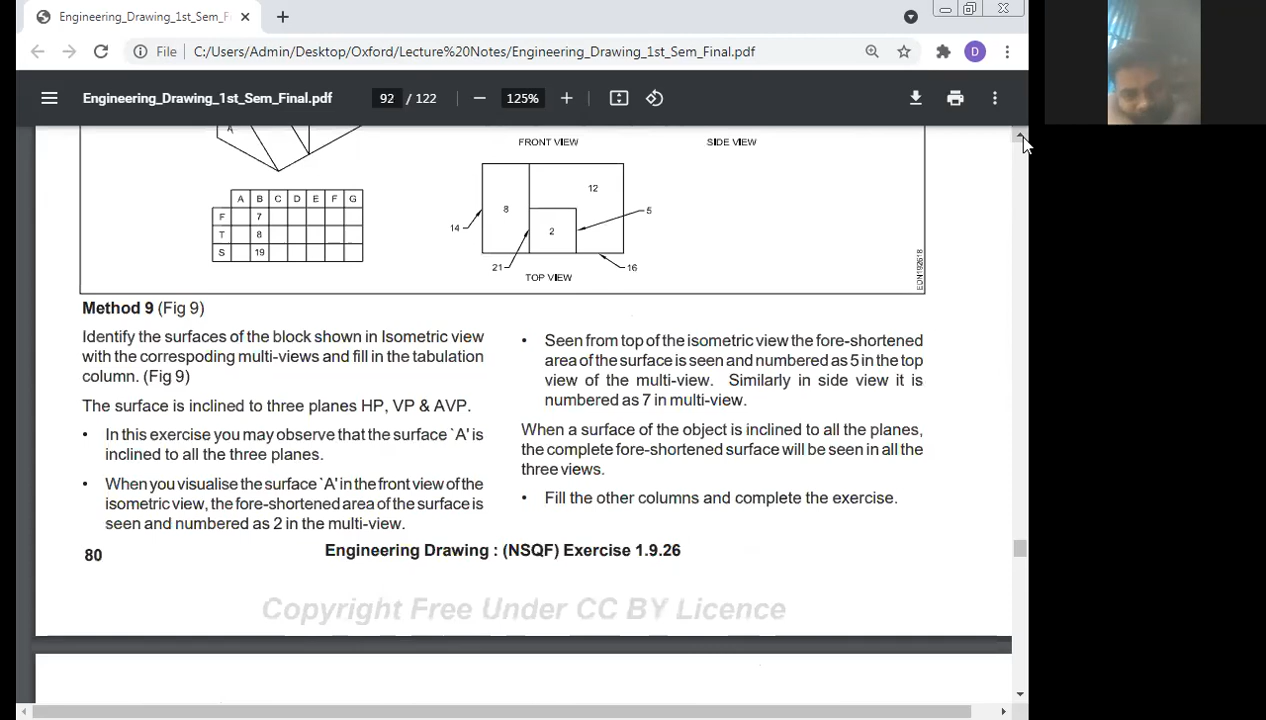 Engineering_Drawing_1st_Sem_Fi
File
C:/Users/Admin/Desktop/Oxford/Lecture%20Notes/Engineering_Drawing_1st_Sem_Final.pdf
D
Engineering_Drawing_1st_Sem_Final.pdf
92 / 122
125%
A
FRONT VIEW
SIDE VIEW
A B C D E F G
F 7
T 8
S 19
12
8
2
5
14
21
16
TOP VIEW
EDN192618
Method 9 (Fig 9)
Identify the surfaces of the block shown in Isometric view
with the correspoding multi-views and fill in the tabulation
column. (Fig 9)
The surface is inclined to three planes HP, VP & AVP.
• In this exercise you may observe that the surface `A' is
inclined to all the three planes.
• When you visualise the surface `A' in the front view of the
isometric view, the fore-shortened area of the surface is
seen and numbered as 2 in the multi-view.
• Seen from top of the isometric view the fore-shortened
area of the surface is seen and numbered as 5 in the top
view of the multi-view. Similarly in side view it is
numbered as 7 in multi-view.
When a surface of the object is inclined to all the planes,
the complete fore-shortened surface will be seen in all the
three views.
• Fill the other columns and complete the exercise.
80
Engineering Drawing : (NSQF) Exercise 1.9.26
Copyright Free Under CC BY Licence